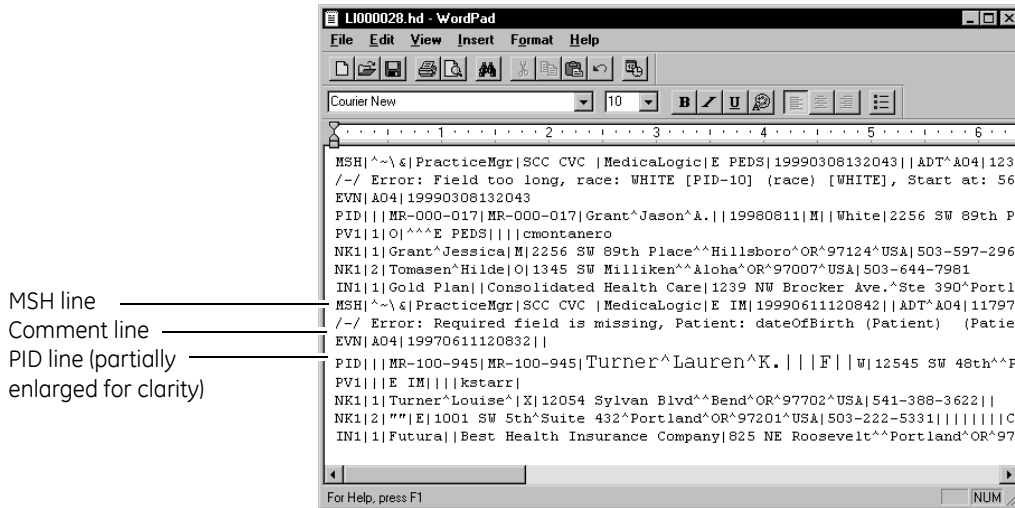 LI000028.hd - WordPad
File Edit View Insert Format Help
Courier New 10 B I U
1 2 3 4 5 6
MSH|^~\&|PracticeMgr|SCC CVC |MedicaLogic|E PEDS|19990308132043||ADT^A04|123
/-/ Error: Field too long, race: WHITE [PID-10] (race) [WHITE], Start at: 56
EVN|A04|19990308132043
PID|||MR-000-017|MR-000-017|Grant^Jason^A.||19980811|M||White|2256 SW 89th P
PV1|1|O|^^^E PEDS||||cmontanero
NK1|1|Grant^Jessica|M|2256 SW 89th Place^^Hillsboro^OR^97124^USA|503-597-296
NK1|2|Tomasen^Hilde|O|1345 SW Milliken^^Aloha^OR^97007^USA|503-644-7981
IN1|1|Gold Plan||Consolidated Health Care|1239 NW Brocker Ave.^Ste 390^Portl
MSH line
MSH|^~\&|PracticeMgr|SCC CVC |MedicaLogic|E IM|19990611120842||ADT^A04|11797
Comment line
/-/ Error: Required field is missing, Patient: dateOfBirth (Patient) (Patie
EVN|A04|19970611120832||
PID line (partially
enlarged for clarity)
PID|||MR-100-945|MR-100-945|Turner^Lauren^K.|||F||W|12545 SW 48th^^P
PV1|||E IM||||kstarr|
NK1|1|Turner^Louise^|X|12054 Sylvan Blvd^^Bend^OR^97702^USA|541-388-3622||
NK1|2|""|E|1001 SW 5th^Suite 432^Portland^OR^97201^USA|503-222-5331||||||||C
IN1|1|Futura||Best Health Insurance Company|825 NE Roosevelt^^Portland^OR^97
For Help, press F1 NUM